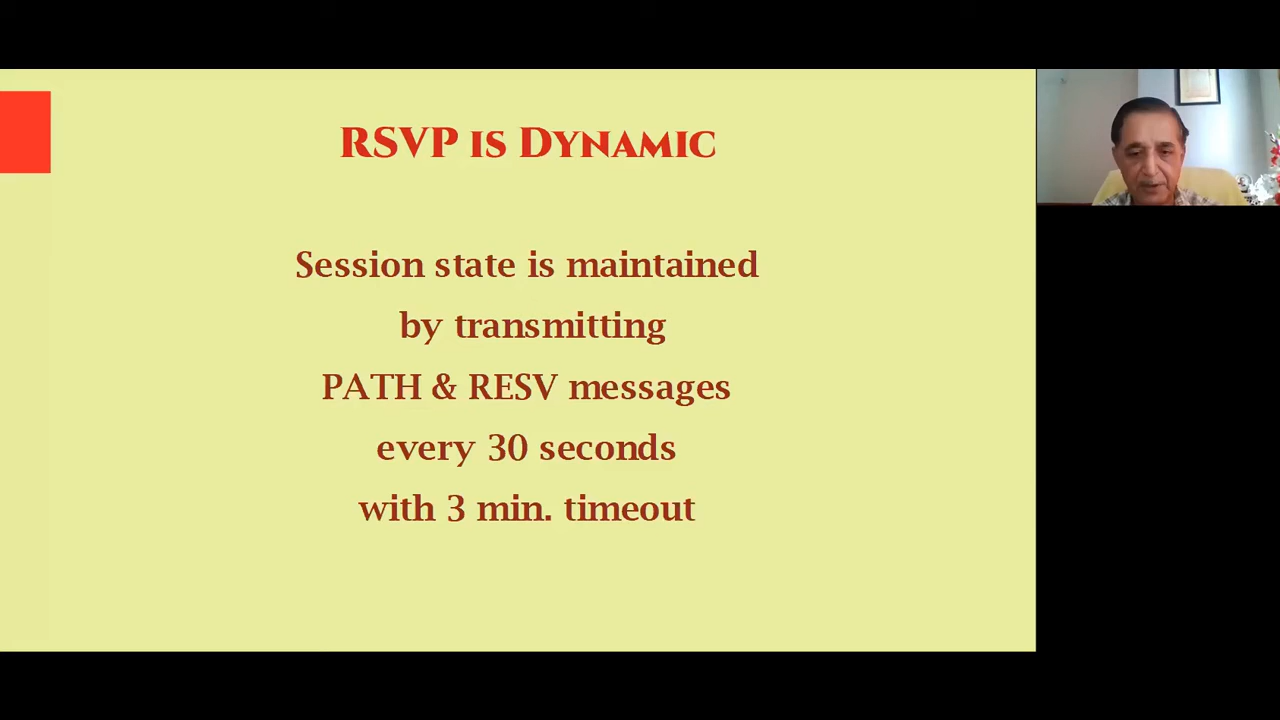 RSVP is Dynamic
Session state is maintained
by transmitting
PATH & RESV messages
every 30 seconds
with 3 min. timeout